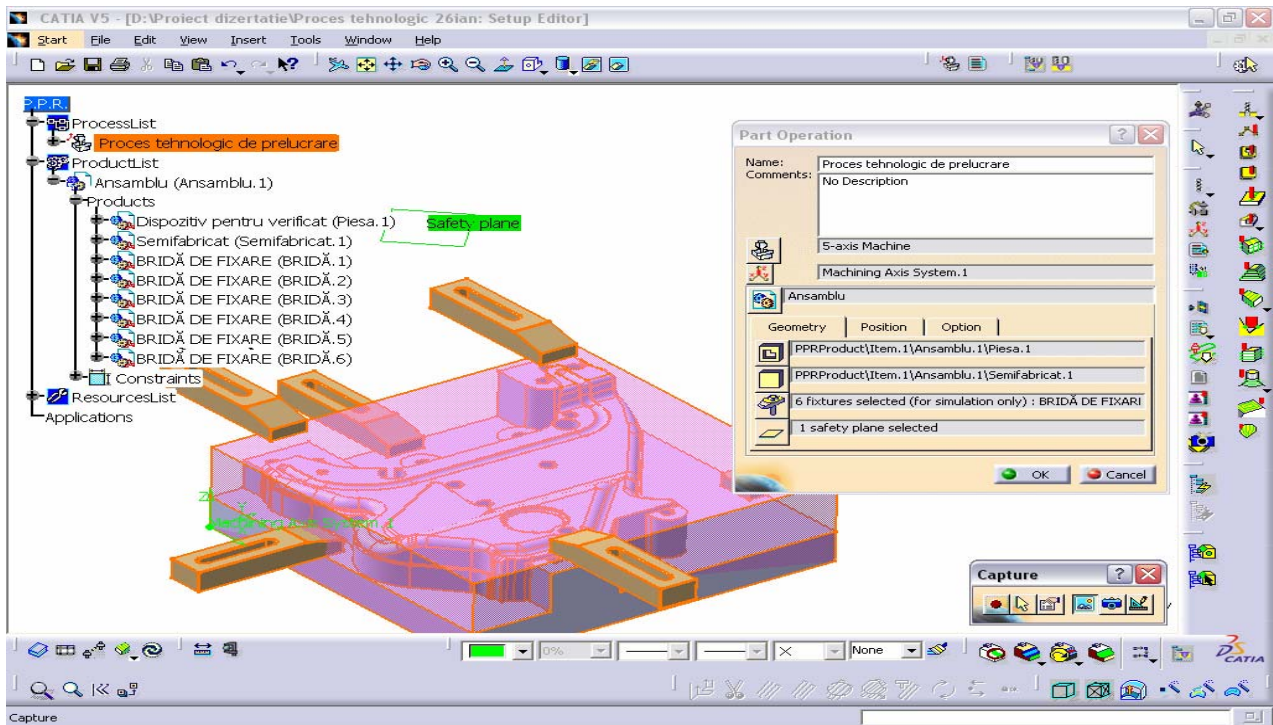 CATIA V5 - [D:\Proiect dizertatie\Proces tehnologic 26ian: Setup Editor]
Start File Edit View Insert Tools Window Help
P.P.R.
ProcessList
Proces tehnologic de prelucrare
ProductList
Ansamblu (Ansamblu.1)
Products
Dispozitiv pentru verificat (Piesa.1)
Safety plane
Semifabricat (Semifabricat.1)
BRIDĂ DE FIXARE (BRIDĂ.1)
BRIDĂ DE FIXARE (BRIDĂ.2)
BRIDĂ DE FIXARE (BRIDĂ.3)
BRIDĂ DE FIXARE (BRIDĂ.4)
BRIDĂ DE FIXARE (BRIDĂ.5)
BRIDĂ DE FIXARE (BRIDĂ.6)
Constraints
ResourcesList
Applications
Z
Machining Axis System.1
Part Operation
Name: Proces tehnologic de prelucrare
Comments: No Description
5-axis Machine
Machining Axis System.1
Ansamblu
Geometry Position Option
PPRProduct\Item.1\Ansamblu.1\Piesa.1
PPRProduct\Item.1\Ansamblu.1\Semifabricat.1
6 fixtures selected (for simulation only) : BRIDĂ DE FIXARI
1 safety plane selected
OK Cancel
Capture
0%
None
CATIA
Capture